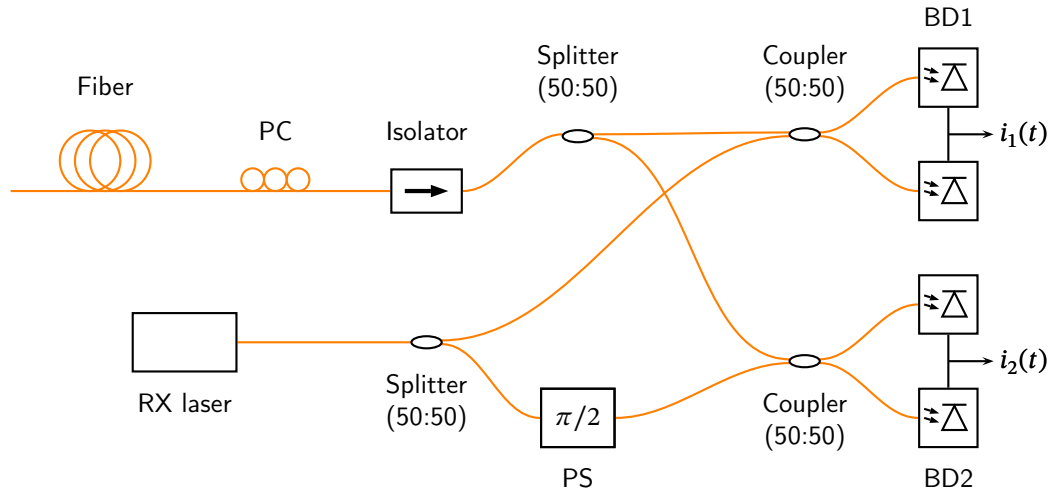 BD1
Splitter
(50:50)
Coupler
(50:50)
Fiber
PC
Isolator
i₁(t)
RX laser
Splitter
(50:50)
π/2
PS
Coupler
(50:50)
i₂(t)
BD2